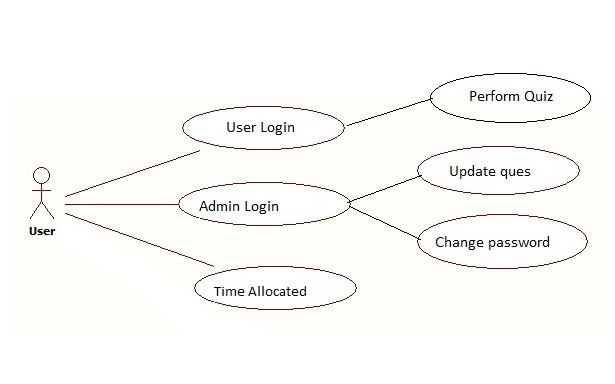 Perform Quiz
User Login
Update ques
Admin Login
User
Change password
Time Allocated